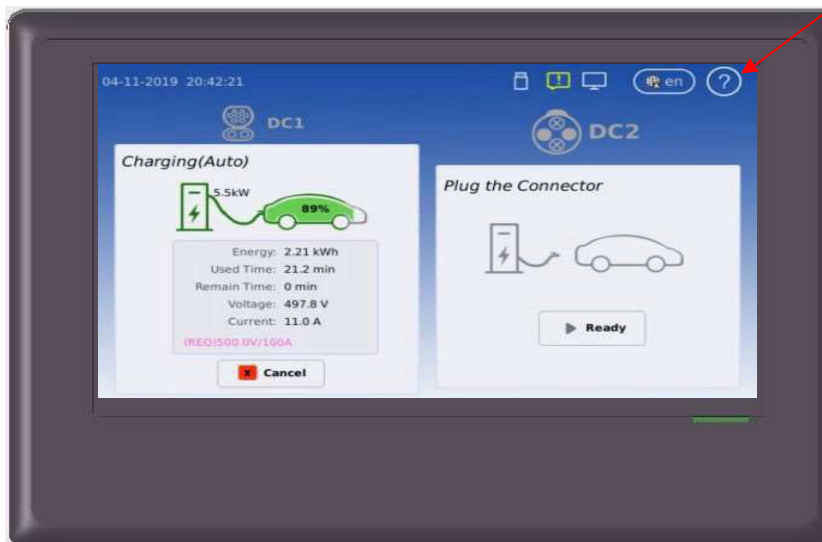 04-11-2019 20:42:21
en
?
DC1
DC2
Charging(Auto)
5.5kW
89%
Energy: 2.21 kWh
Used Time: 21.2 min
Remain Time: 0 min
Voltage: 497.8 V
Current: 11.0 A
(REQ)500.0V/100A
x Cancel
Plug the Connector
Ready